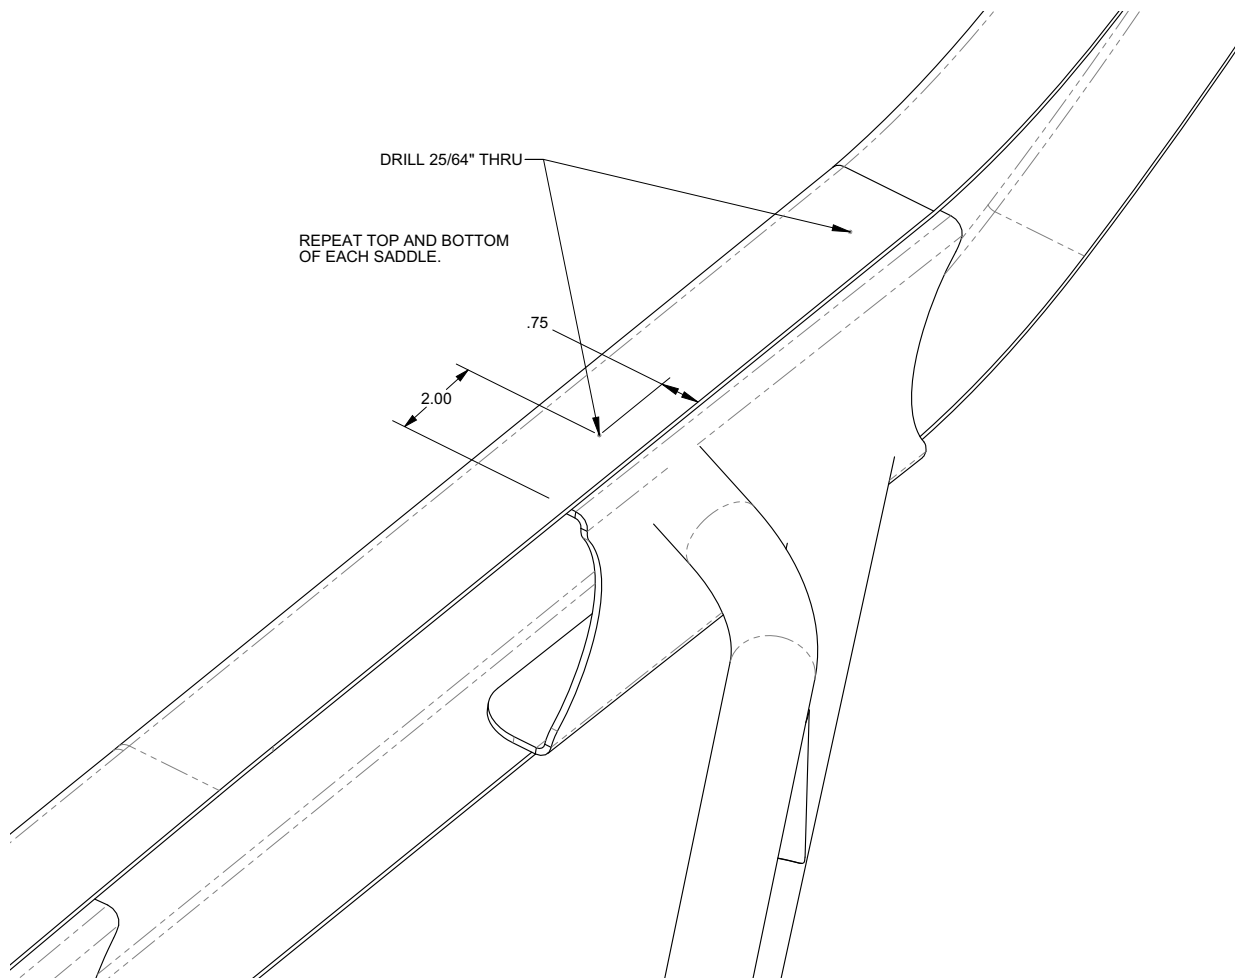 DRILL 25/64" THRU
REPEAT TOP AND BOTTOM
OF EACH SADDLE.
.75
2.00